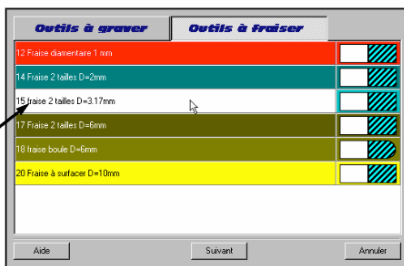 Outils à graver Outils à fraiser
12 Fraise diamentaire 1 mm
14 Fraise 2 tailles D=2mm
15 fraise 2 tailles D=3.17mm
17 Fraise 2 tailles D=6mm
18 fraise boule D=6mm
20 Fraise à surfacer D=10mm
Aide Suivant Annuler